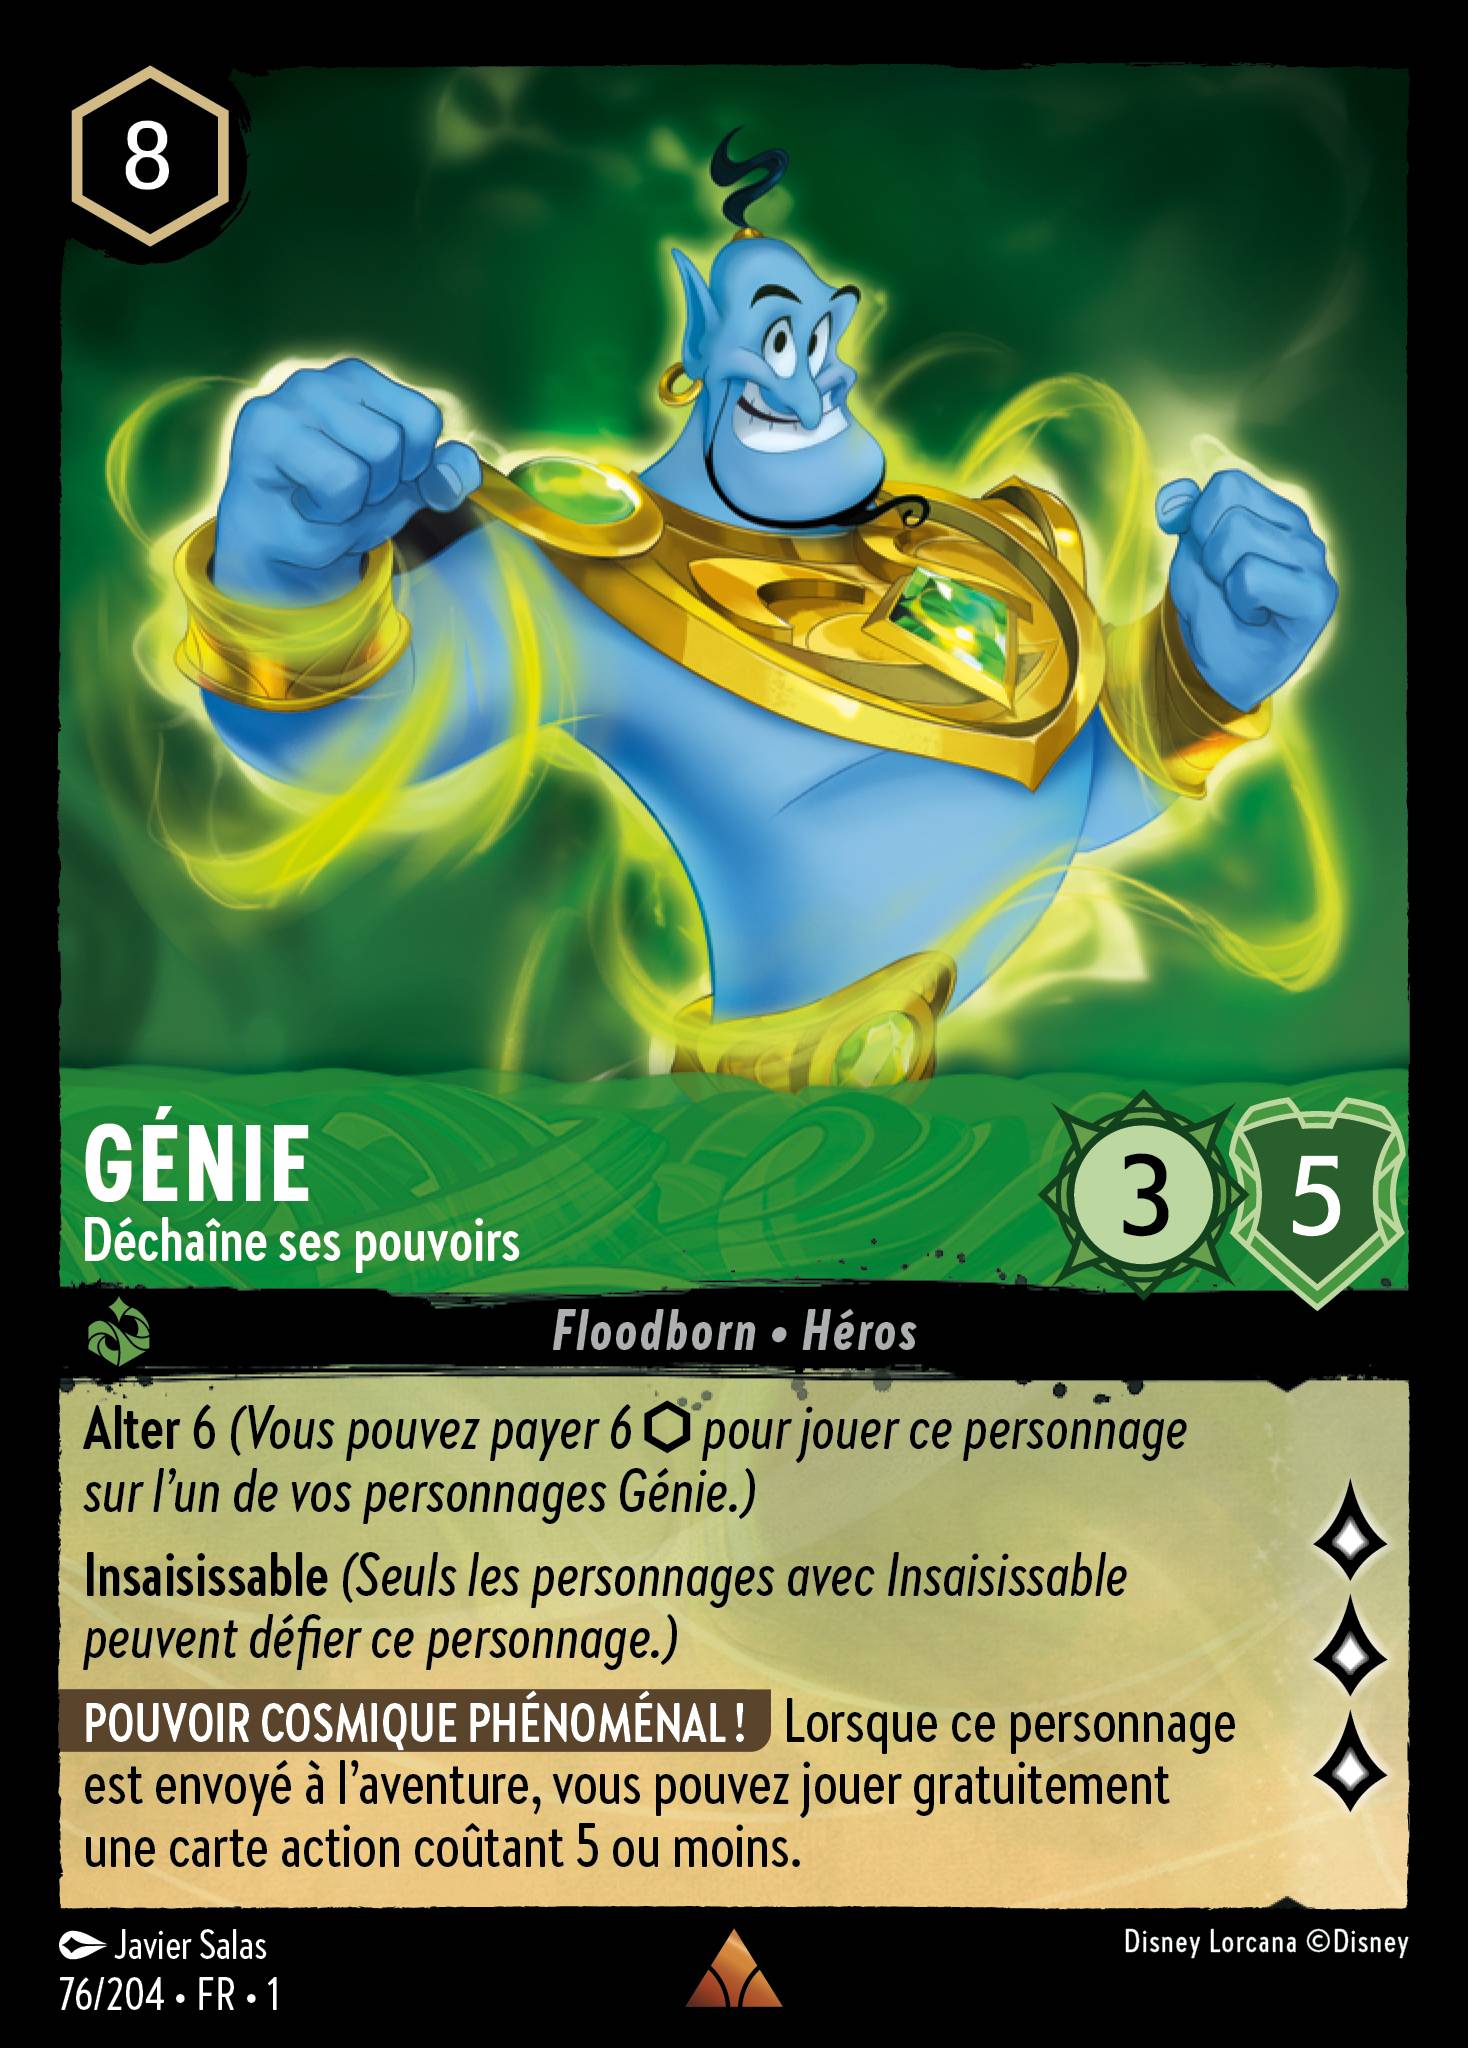 8
GÉNIE
Déchaîne ses pouvoirs
3
5
Floodborn • Héros
Alter 6 (Vous pouvez payer 6 ⬡ pour jouer ce personnage
sur l’un de vos personnages Génie.)
Insaisissable (Seuls les personnages avec Insaisissable
peuvent défier ce personnage.)
POUVOIR COSMIQUE PHÉNOMÉNAL ! Lorsque ce personnage
est envoyé à l’aventure, vous pouvez jouer gratuitement
une carte action coûtant 5 ou moins.
Javier Salas
Disney Lorcana ©Disney
76/204 • FR • 1